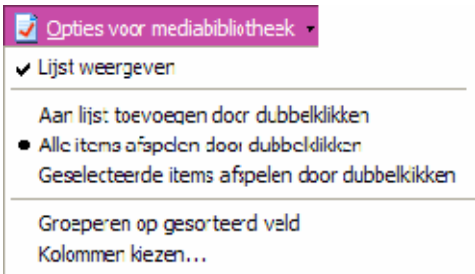 Opties voor mediabibliotheek
Lijst weergeven
Aan lijst toevoegen door dubbelklikken
Alle items afspelen door dubbelklikken
Geselecteerde items afspelen door dubbelkikken
Groeperen op gesorteerd veld
Kolommen kiezen...